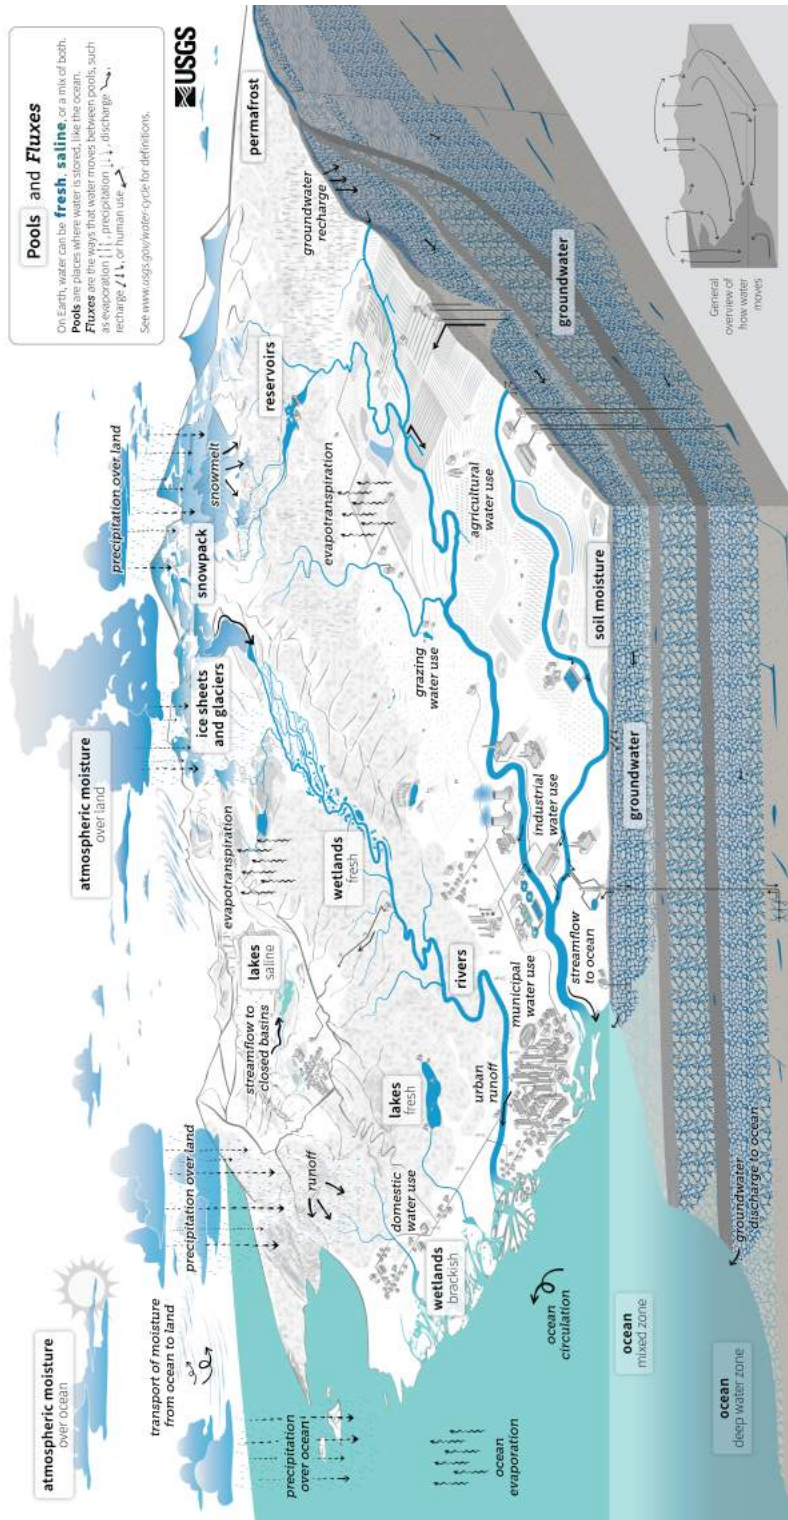 Pools and Fluxes
On Earth, water can be fresh, saline, or a mix of both.
Pools are places where water is stored, like the ocean.
Fluxes are the ways that water moves between pools, such
as evaporation, precipitation, discharge,
recharge, or human use
See www.usgs.gov/water-cycle for definitions.
USGS
atmospheric moisture
over ocean
transport of moisture
from ocean to land
precipitation
over ocean
ocean
evaporation
precipitation over land
runoff
domestic
water use
wetlands
brackish
ocean
circulation
ocean
mixed zone
ocean
deep water zone
groundwater
discharge to ocean
streamflow to
closed basins
lakes
saline
lakes
fresh
urban
runoff
municipal
water use
streamflow
to ocean
atmospheric moisture
over land
evapotranspiration
wetlands
fresh
rivers
industrial
water use
groundwater
ice sheets
and glaciers
grazing
water use
snowpack
precipitation over land
snowmelt
evapotranspiration
reservoirs
agricultural
water use
soil moisture
permafrost
groundwater
recharge
groundwater
General
overview of
how water
moves